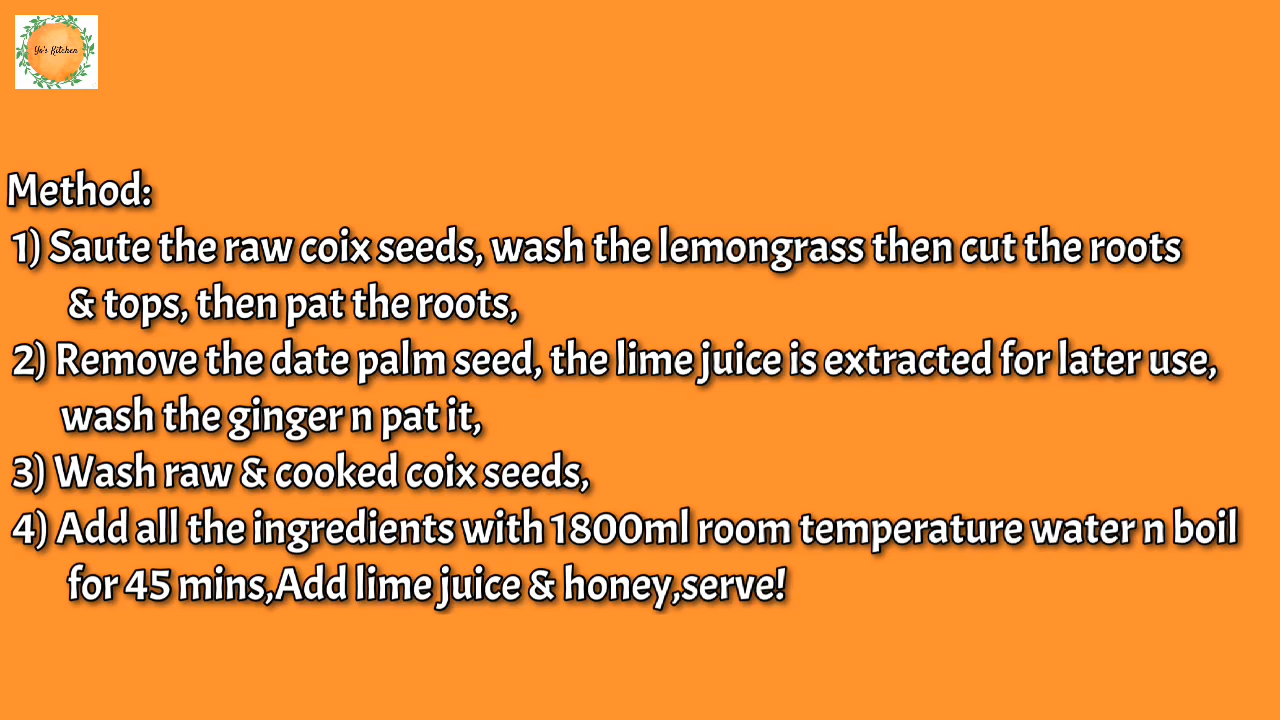 Yo's Kitchen
Method:
1) Saute the raw coix seeds, wash the lemongrass then cut the roots
& tops, then pat the roots,
2) Remove the date palm seed, the lime juice is extracted for later use,
wash the ginger n pat it,
3) Wash raw & cooked coix seeds,
4) Add all the ingredients with 1800ml room temperature water n boil
for 45 mins,Add lime juice & honey,serve!